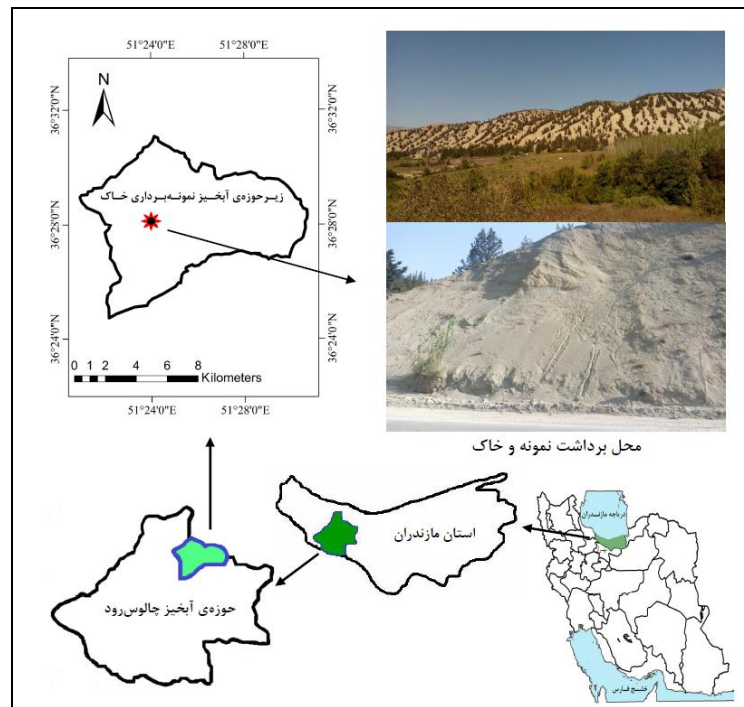 51°24'0"E 51°28'0"E
N
36°32'0"N 36°32'0"N
زیرحوزه‌ی آبخیز نمونه‌برداری خاک
36°28'0"N 36°28'0"N
36°24'0"N 36°24'0"N
0 1 2 4 6 8
Kilometers
51°24'0"E 51°28'0"E
محل برداشت نمونه و خاک
استان مازندران
دریاچه مازندران
حوزه‌ی آبخیز چالوس‌رود
خلیج فارس